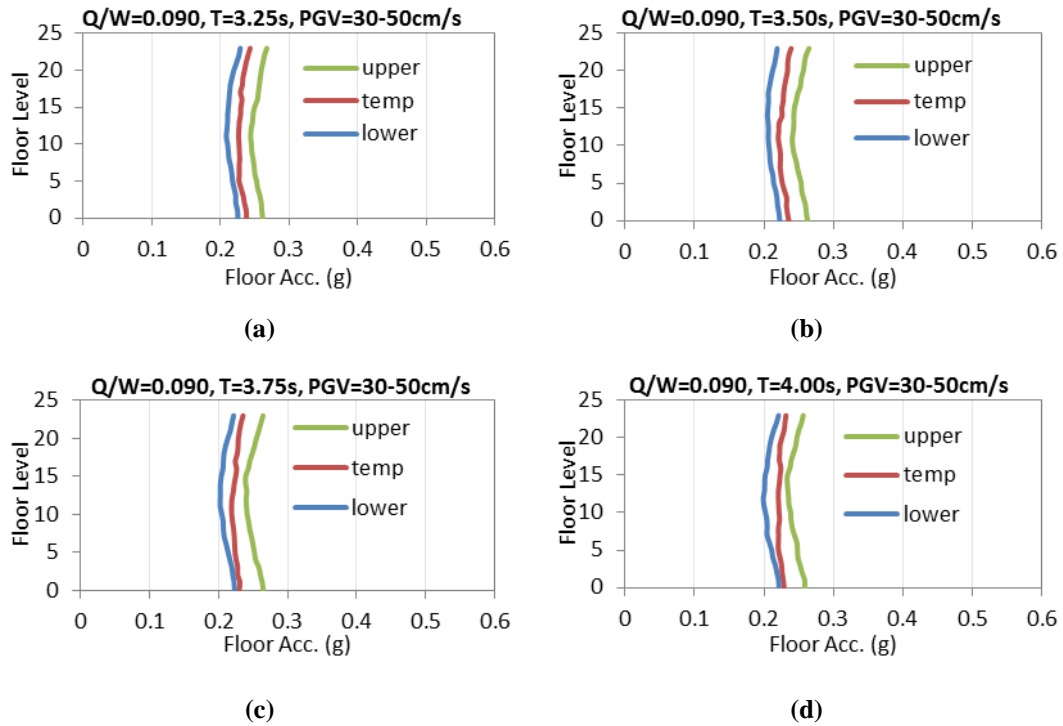 Q/W=0.090, T=3.25s, PGV=30-50cm/s
25
20
15
10
5
0
Floor Level
upper
temp
lower
0 0.1 0.2 0.3 0.4 0.5 0.6
Floor Acc. (g)
(a)
Q/W=0.090, T=3.50s, PGV=30-50cm/s
25
20
15
10
5
0
Floor Level
upper
temp
lower
0 0.1 0.2 0.3 0.4 0.5 0.6
Floor Acc. (g)
(b)
Q/W=0.090, T=3.75s, PGV=30-50cm/s
25
20
15
10
5
0
Floor Level
upper
temp
lower
0 0.1 0.2 0.3 0.4 0.5 0.6
Floor Acc. (g)
(c)
Q/W=0.090, T=4.00s, PGV=30-50cm/s
25
20
15
10
5
0
Floor Level
upper
temp
lower
0 0.1 0.2 0.3 0.4 0.5 0.6
Floor Acc. (g)
(d)